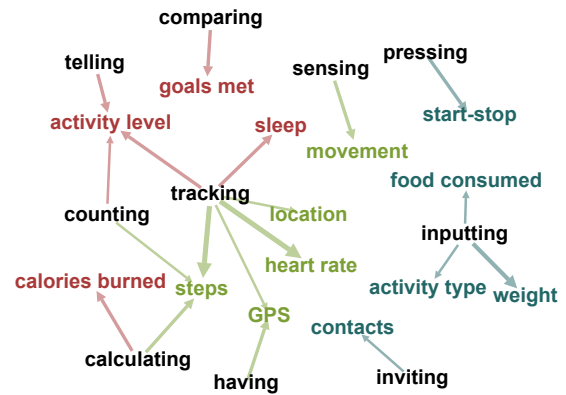 comparing
telling
pressing
sensing
goals met
start-stop
activity level
sleep
movement
food consumed
tracking
counting
location
inputting
heart rate
calories burned
steps
activity type
weight
GPS
contacts
calculating
having
inviting